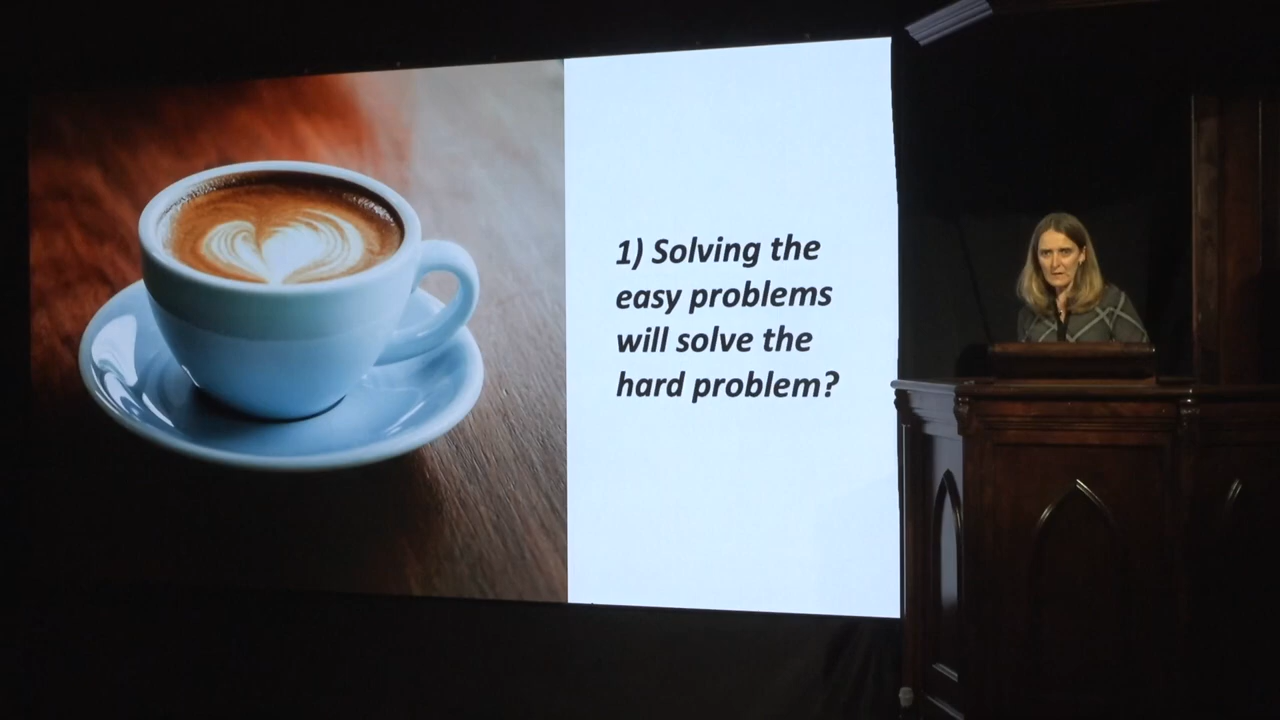 1) Solving the
easy problems
will solve the
hard problem?